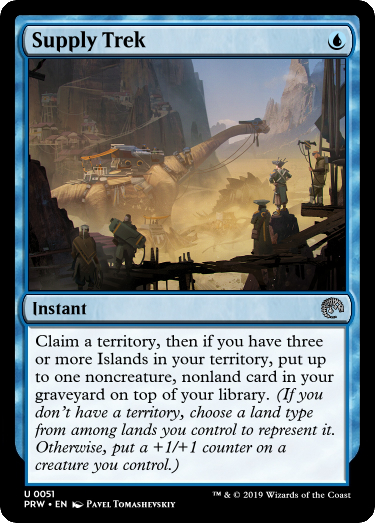 Supply Trek
Instant
Claim a territory, then if you have three
or more Islands in your territory, put up
to one noncreature, nonland card in your
graveyard on top of your library. (If you
don't have a territory, choose a land type
from among lands you control to represent it.
Otherwise, put a +1/+1 counter on a
creature you control.)
U 0051
PRW • EN Pavel Tomashevskiy
™ & © 2019 Wizards of the Coast